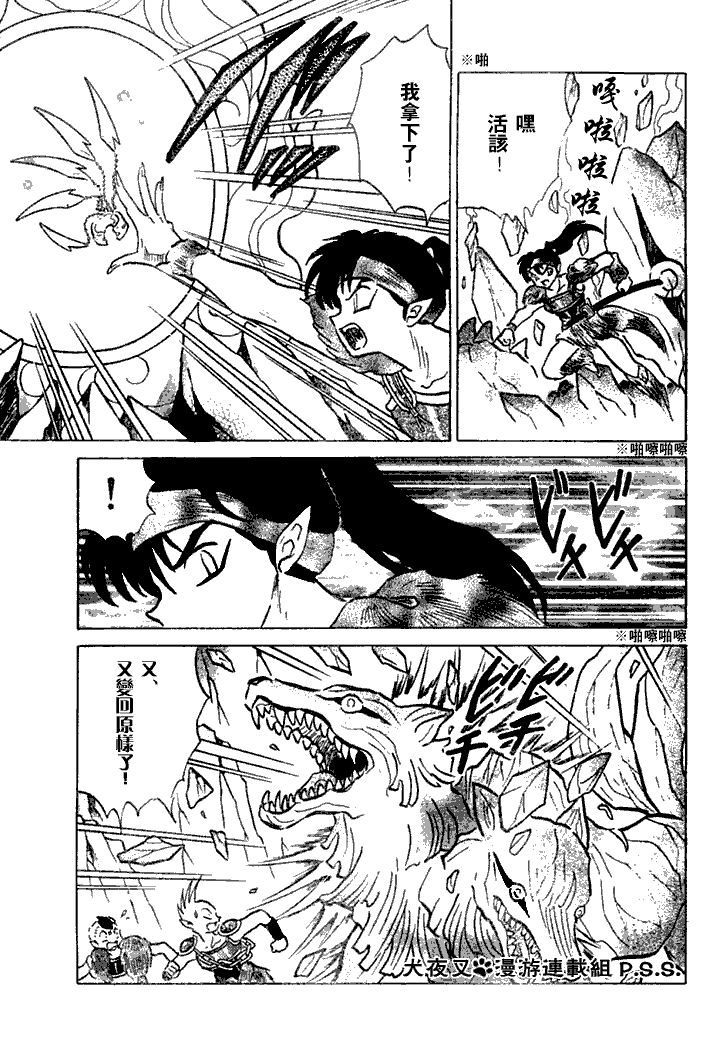 ※啪
嘎啦啦啦
嘿
活該！
我拿下了！
※啪嚓啪嚓
ビチ
ビチ
！
※啪嚓啪嚓
ビチ
ビチ
又、
又變回原樣了！
犬夜叉漫游連載組 P.S.S.